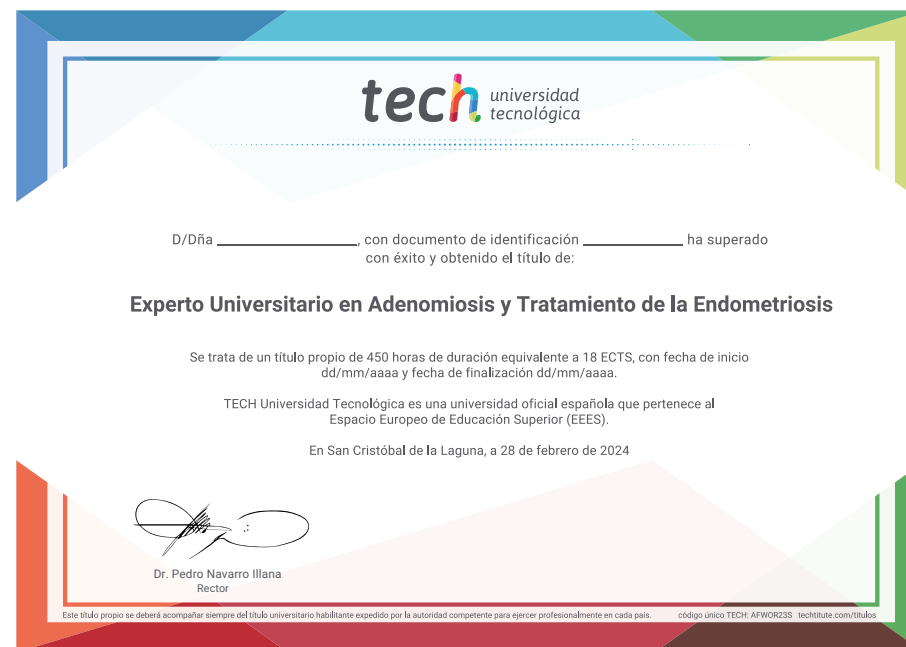 tech universidad
tecnológica
D/Dña ________________, con documento de identificación ____________ ha superado
con éxito y obtenido el título de:
Experto Universitario en Adenomiosis y Tratamiento de la Endometriosis
Se trata de un título propio de 450 horas de duración equivalente a 18 ECTS, con fecha de inicio
dd/mm/aaaa y fecha de finalización dd/mm/aaaa.
TECH Universidad Tecnológica es una universidad oficial española que pertenece al
Espacio Europeo de Educación Superior (EEES).
En San Cristóbal de la Laguna, a 28 de febrero de 2024
Dr. Pedro Navarro Illana
Rector
Este título propio se deberá acompañar siempre del título universitario habilitante expedido por la autoridad competente para ejercer profesionalmente en cada país. código único TECH: AFWOR23S techtitute.com/titulos